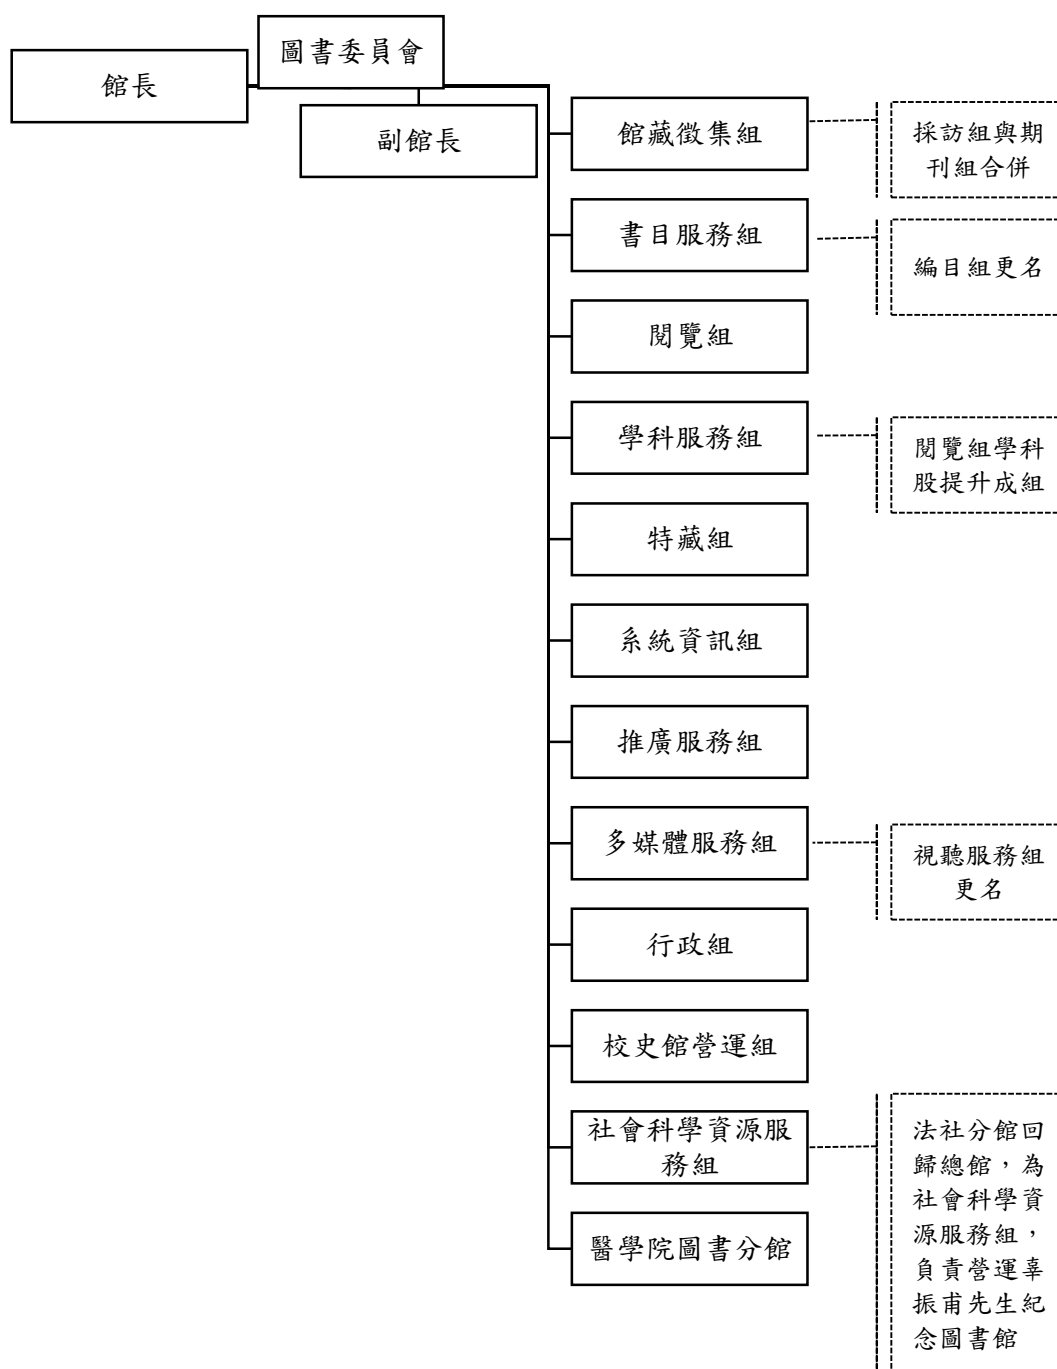 圖書委員會
館長
副館長
館藏徵集組
採訪組與期
刊組合併
書目服務組
編目組更名
閱覽組
學科服務組
閱覽組學科
股提升成組
特藏組
系統資訊組
推廣服務組
多媒體服務組
視聽服務組
更名
行政組
校史館營運組
社會科學資源服
務組
法社分館回
歸總館，為
社會科學資
源服務組，
負責營運辜
振甫先生紀
念圖書館
醫學院圖書分館